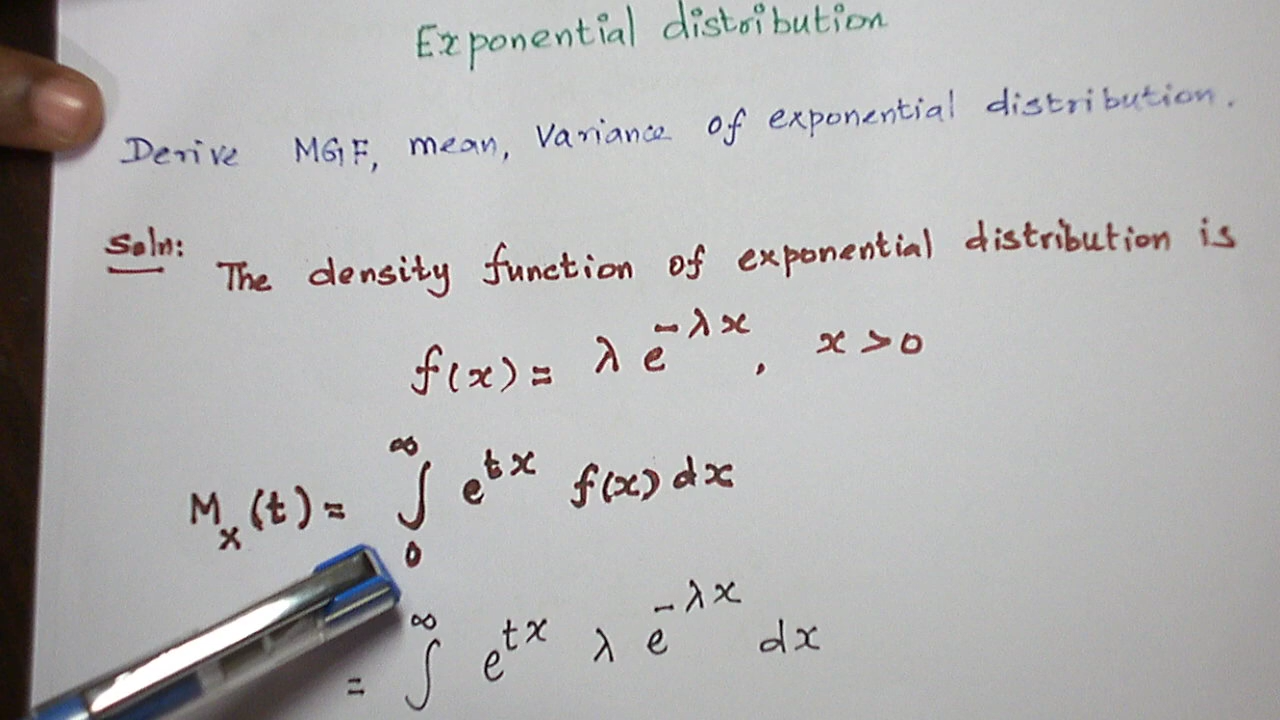 Exponential distribution
Derive MGF, mean, Variance of exponential distribution.
Soln:
The density function of exponential distribution is
f(x) = λ e^{-λx}, x > 0
M_x(t) = ∫_0^∞ e^{tx} f(x) dx
= ∫^∞ e^{tx} λ e^{-λx} dx